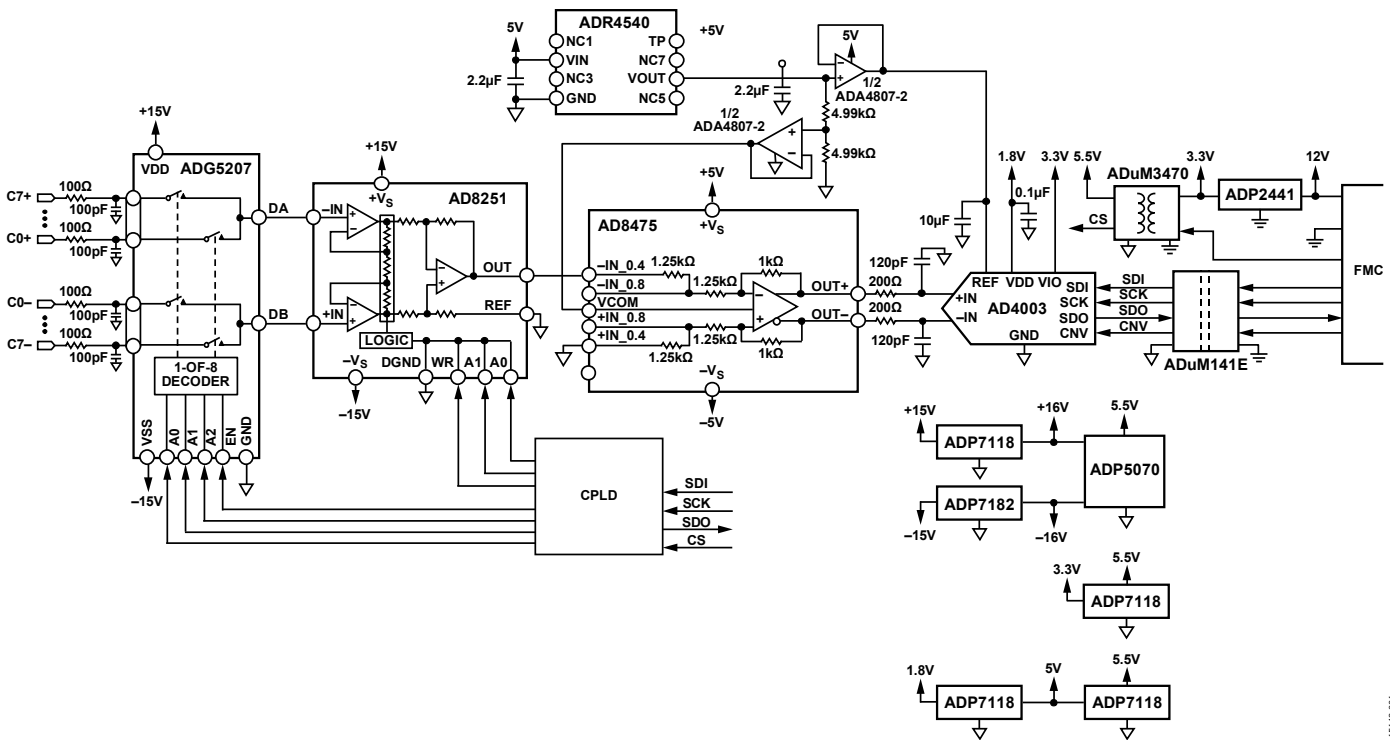 ADR4540
5V
NC1
VIN
NC3
GND
TP
NC7
VOUT
NC5
+5V
2.2µF
2.2µF
5V
1/2
ADA4807-2
1/2
ADA4807-2
4.99kΩ
4.99kΩ
+15V
VDD
ADG5207
C7+
100Ω
100pF
C0+
100Ω
100pF
C0–
100Ω
100pF
C7–
100Ω
100pF
DA
DB
1-OF-8
DECODER
VSS
A0
A1
A2
EN
GND
–15V
+15V
+VS
AD8251
–IN
+IN
OUT
REF
LOGIC
–VS
DGND
WR
A1
A0
–15V
+5V
+VS
AD8475
–IN_0.4
–IN_0.8
VCOM
+IN_0.8
+IN_0.4
1.25kΩ
1.25kΩ
1kΩ
1.25kΩ
1.25kΩ
1kΩ
OUT+
OUT–
–VS
–5V
200Ω
200Ω
120pF
120pF
10µF
1.8V
3.3V
0.1µF
REF VDD VIO
+IN
–IN
AD4003
GND
SDI
SCK
SDO
CNV
SDI
SCK
SDO
CNV
5.5V
ADuM3470
CS
3.3V
ADP2441
12V
FMC
ADuM141E
CPLD
SDI
SCK
SDO
CS
+15V
ADP7118
+16V
5.5V
ADP5070
–15V
ADP7182
–16V
3.3V
5.5V
ADP7118
1.8V
ADP7118
5V
5.5V
ADP7118